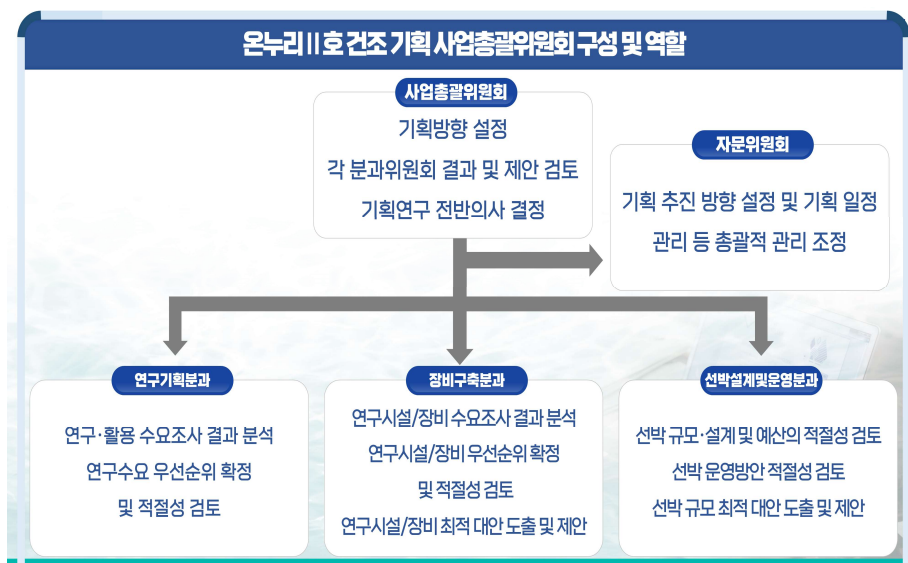 온누리Ⅱ호 건조 기획 사업총괄위원회 구성 및 역할
사업총괄위원회
기획방향 설정
각 분과위원회 결과 및 제안 검토
기획연구 전반의사 결정
자문위원회
기획 추진 방향 설정 및 기획 일정
관리 등 총괄적 관리 조정
연구기획분과
연구·활용 수요조사 결과 분석
연구수요 우선순위 확정
및 적절성 검토
장비구축분과
연구시설/장비 수요조사 결과 분석
연구시설/장비 우선순위 확정
및 적절성 검토
연구시설/장비 최적 대안 도출 및 제안
선박설계및운영분과
선박 규모·설계 및 예산의 적절성 검토
선박 운영방안 적절성 검토
선박 규모 최적 대안 도출 및 제안